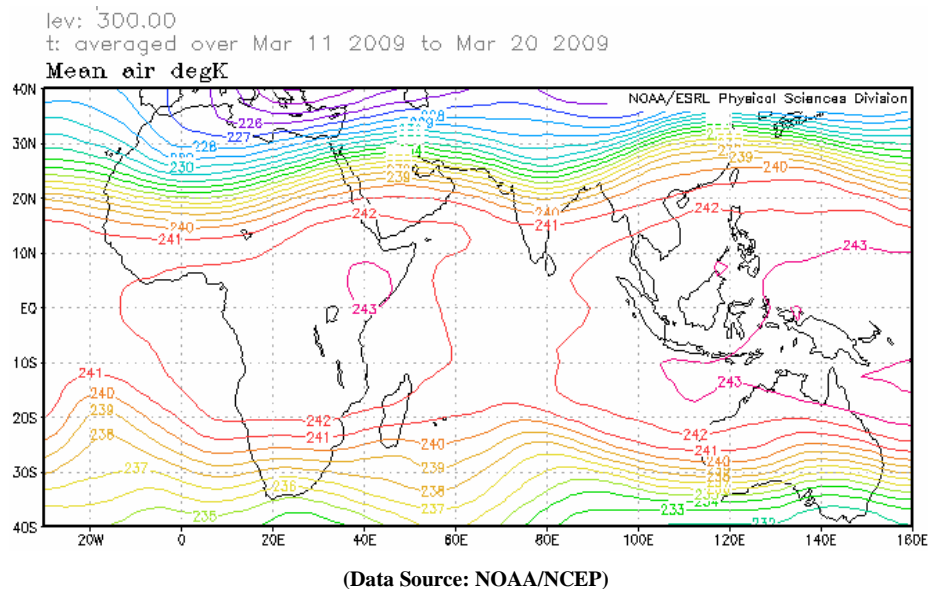 lev: 300.00
t: averaged over Mar 11 2009 to Mar 20 2009
Mean air degK
40N
NOAA/ESRL Physical Sciences Division
226
228
227
229
228
30N
230
239
239
240
20N
242
240
242
240
241
241
243
10N
EQ
243
10S
243
241
240
239
20S
242
242
238
241
240
241
240
237
239
30S
236
238
237
235
233
234
232
40S
20W
0
20E
40E
60E
80E
100E
120E
140E
160E
(Data Source: NOAA/NCEP)